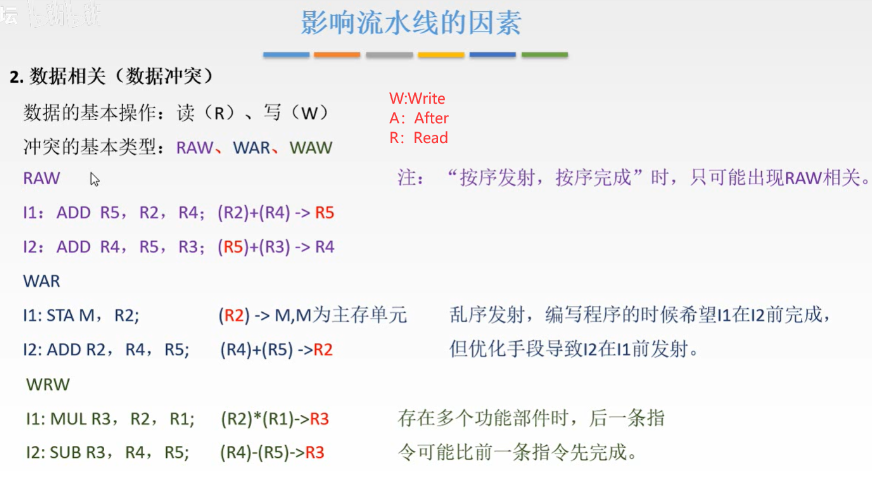 影响流水线的因素
2. 数据相关（数据冲突）
数据的基本操作：读（R）、写（W）
W:Write
A：After
R：Read
冲突的基本类型：RAW、WAR、WAW
RAW
注：“按序发射，按序完成”时，只可能出现RAW相关。
I1：ADD R5，R2，R4；(R2)+(R4) -> R5
I2：ADD R4，R5，R3；(R5)+(R3) -> R4
WAR
I1: STA M，R2; (R2) -> M,M为主存单元
乱序发射，编写程序的时候希望I1在I2前完成，
I2: ADD R2，R4，R5; (R4)+(R5) ->R2
但优化手段导致I2在I1前发射。
WRW
I1: MUL R3，R2，R1; (R2)*(R1)->R3
存在多个功能部件时，后一条指
I2: SUB R3，R4，R5; (R4)-(R5)->R3
令可能比前一条指令先完成。